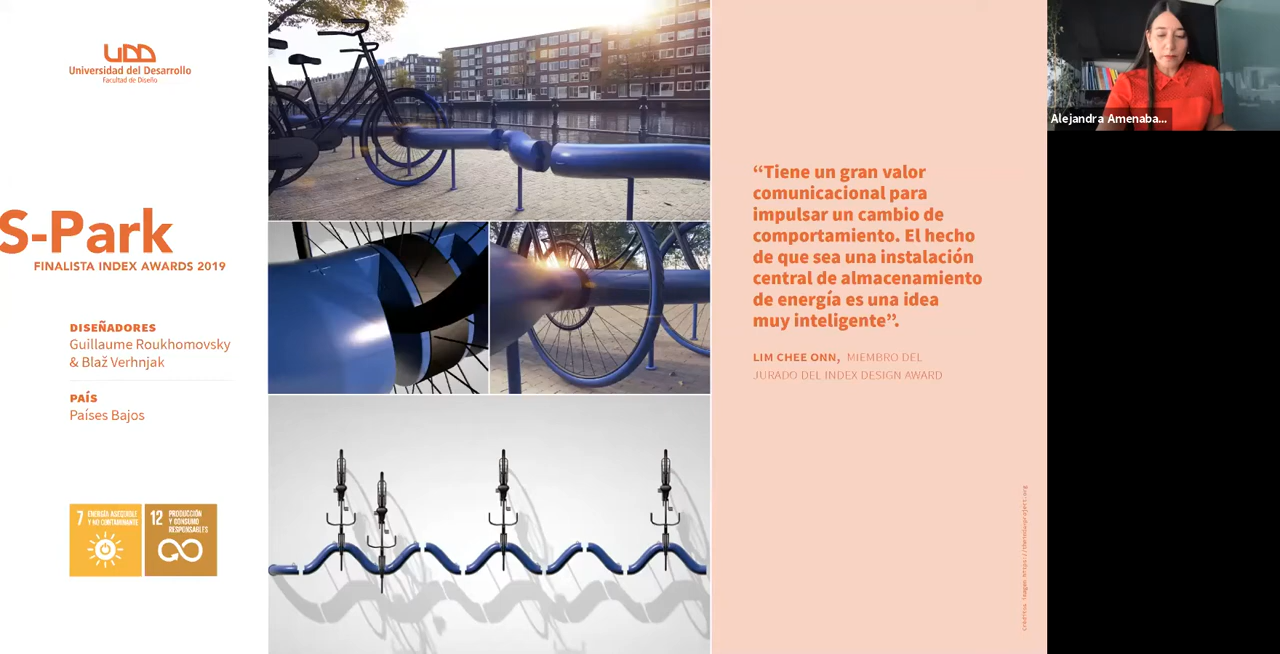 UDD
Universidad del Desarrollo
Facultad de Diseño
S-Park
FINALISTA INDEX AWARDS 2019
DISEÑADORES
Guillaume Roukhomovsky
& Blaž Verhnjak
PAÍS
Países Bajos
7 ENERGÍA ASEQUIBLE
Y NO CONTAMINANTE
12 PRODUCCIÓN
Y CONSUMO
RESPONSABLES
“Tiene un gran valor
comunicacional para
impulsar un cambio de
comportamiento. El hecho
de que sea una instalación
central de almacenamiento
de energía es una idea
muy inteligente”.
LIM CHEE ONN, MIEMBRO DEL
JURADO DEL INDEX DESIGN AWARD
Alejandra Amenaba...